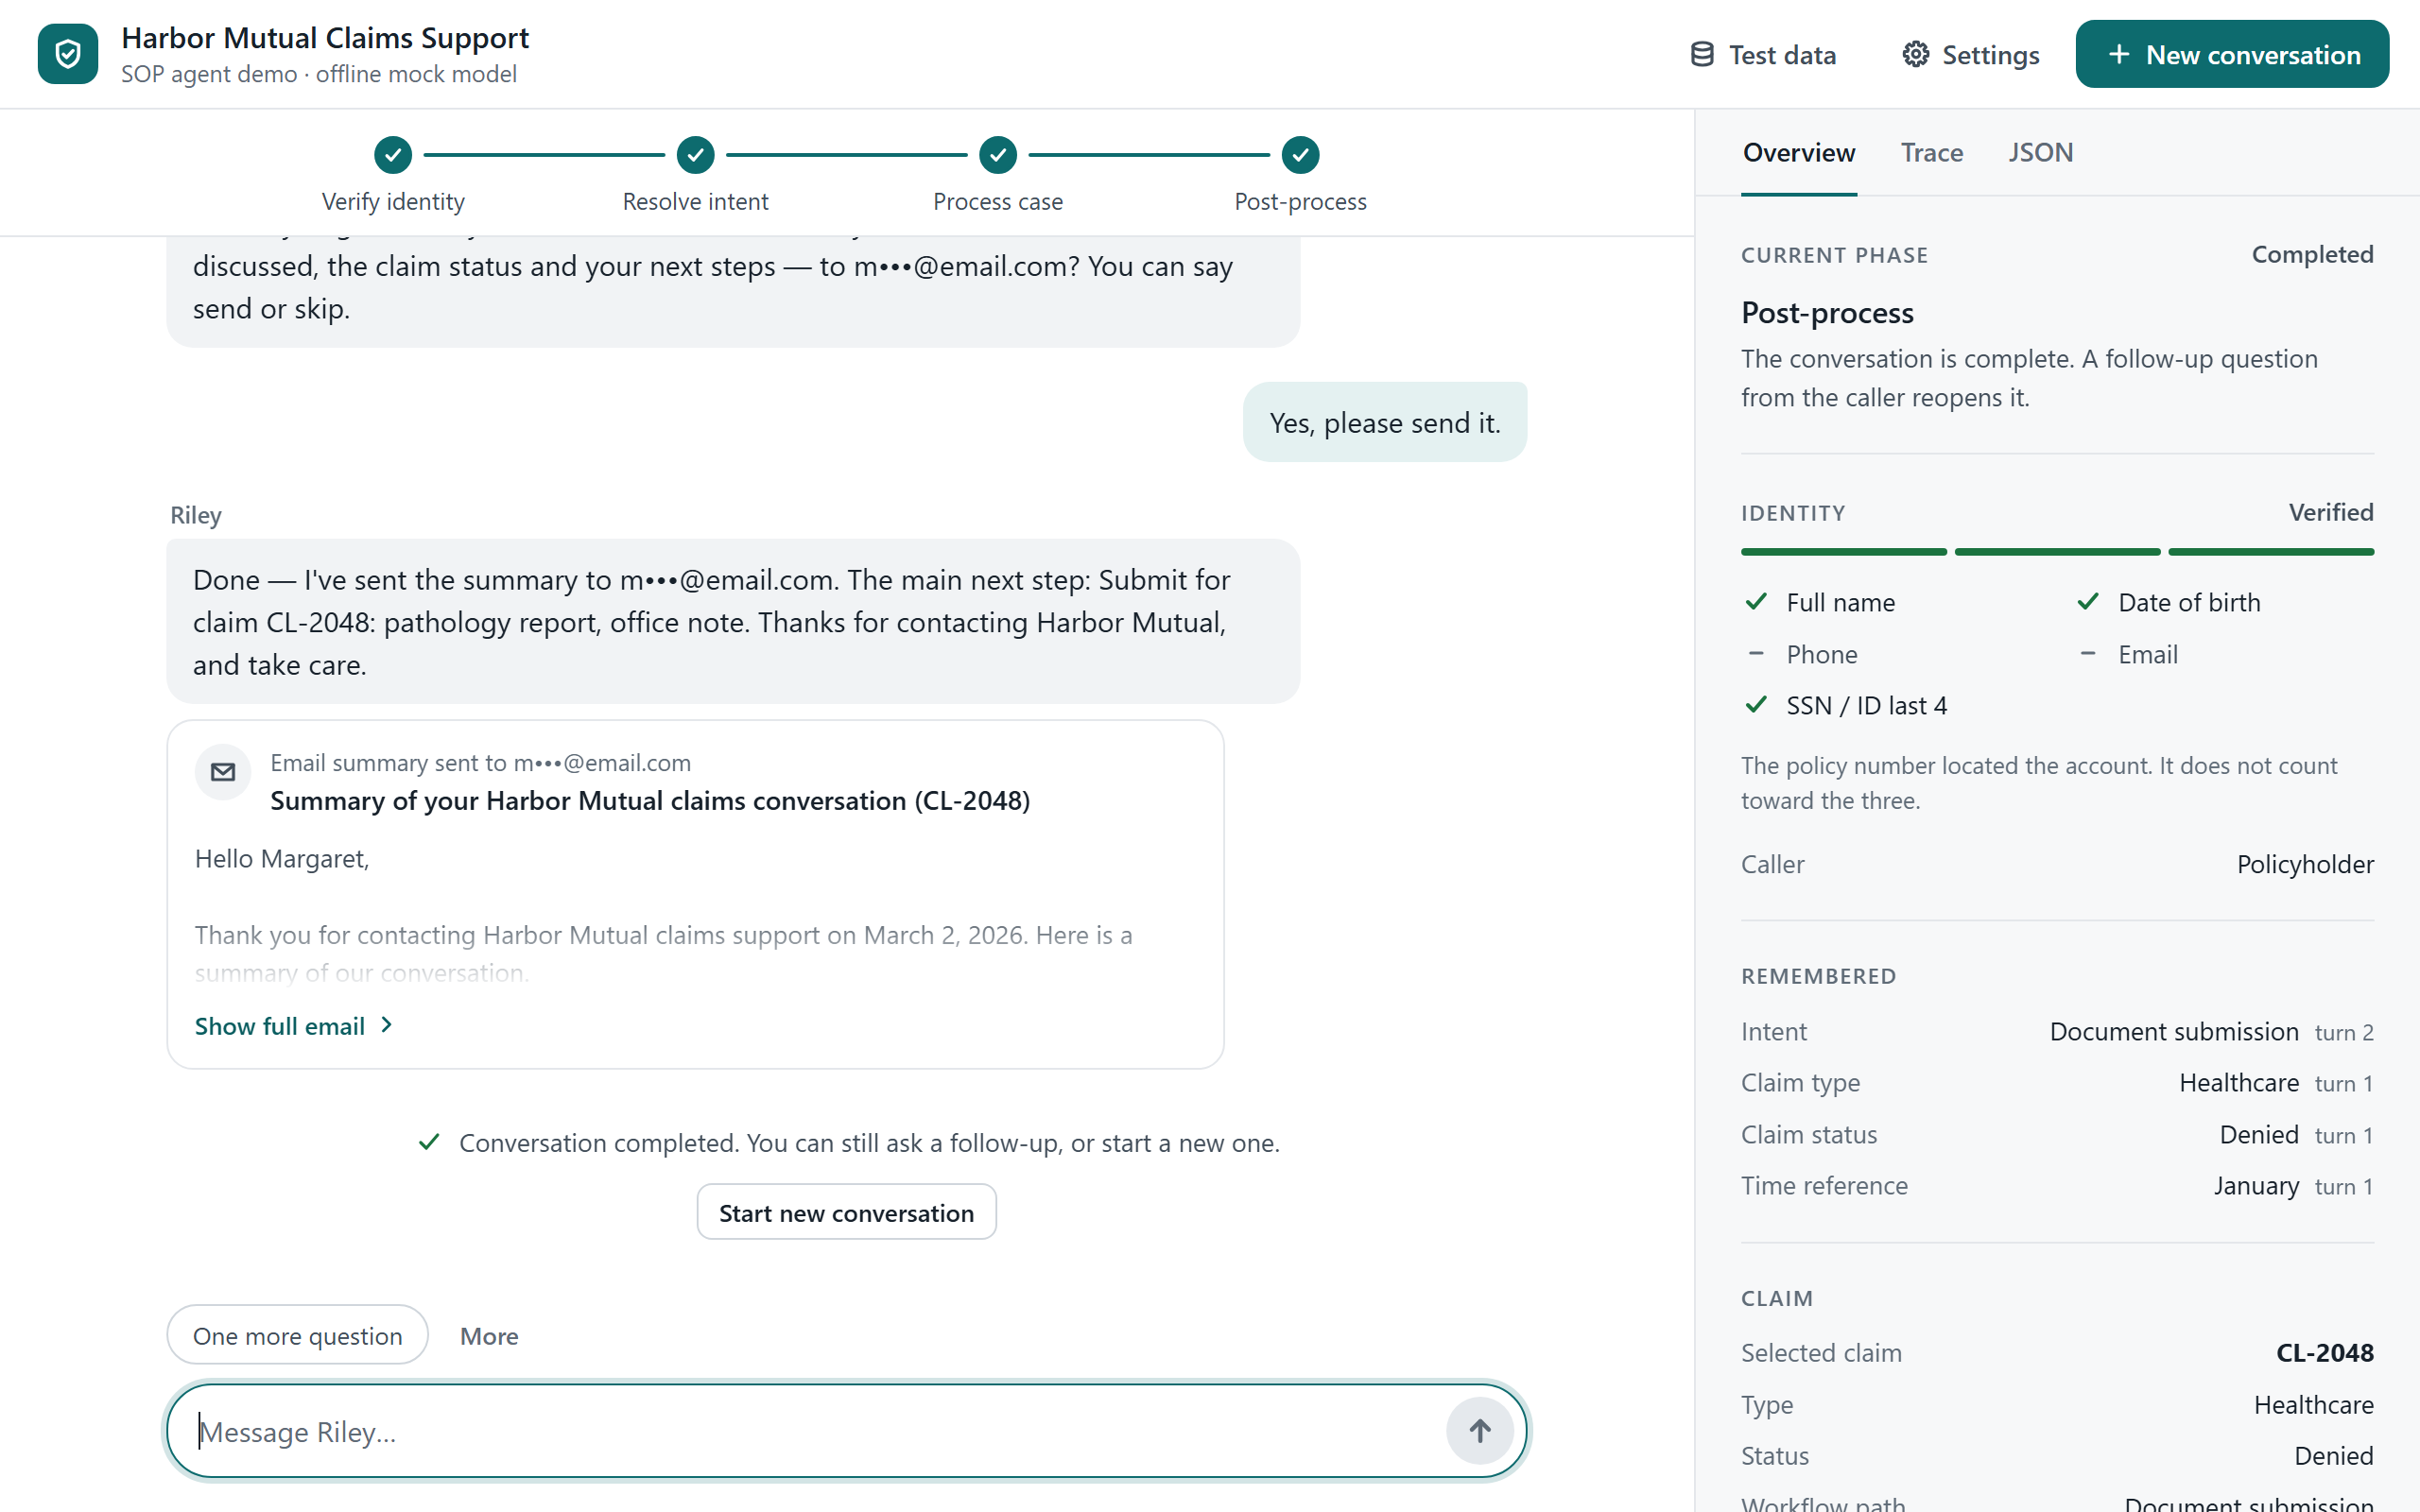 Harbor Mutual Claims Support
SOP agent demo · offline mock model
Test data
Settings
New conversation
Verify identity
Resolve intent
Process case
Post-process
discussed, the claim status and your next steps — to m•••@email.com? You can say
send or skip.
Yes, please send it.
Riley
Done — I've sent the summary to m•••@email.com. The main next step: Submit for
claim CL-2048: pathology report, office note. Thanks for contacting Harbor Mutual,
and take care.
Email summary sent to m•••@email.com
Summary of your Harbor Mutual claims conversation (CL-2048)
Hello Margaret,
Thank you for contacting Harbor Mutual claims support on March 2, 2026. Here is a
summary of our conversation.
Show full email
Conversation completed. You can still ask a follow-up, or start a new one.
Start new conversation
One more question
More
Message Riley...
Overview
Trace
JSON
CURRENT PHASE
Completed
Post-process
The conversation is complete. A follow-up question
from the caller reopens it.
IDENTITY
Verified
Full name
Date of birth
Phone
Email
SSN / ID last 4
The policy number located the account. It does not count
toward the three.
Caller
Policyholder
REMEMBERED
Intent
Document submission turn 2
Claim type
Healthcare turn 1
Claim status
Denied turn 1
Time reference
January turn 1
CLAIM
Selected claim
CL-2048
Type
Healthcare
Status
Denied
Workflow path
Document submission